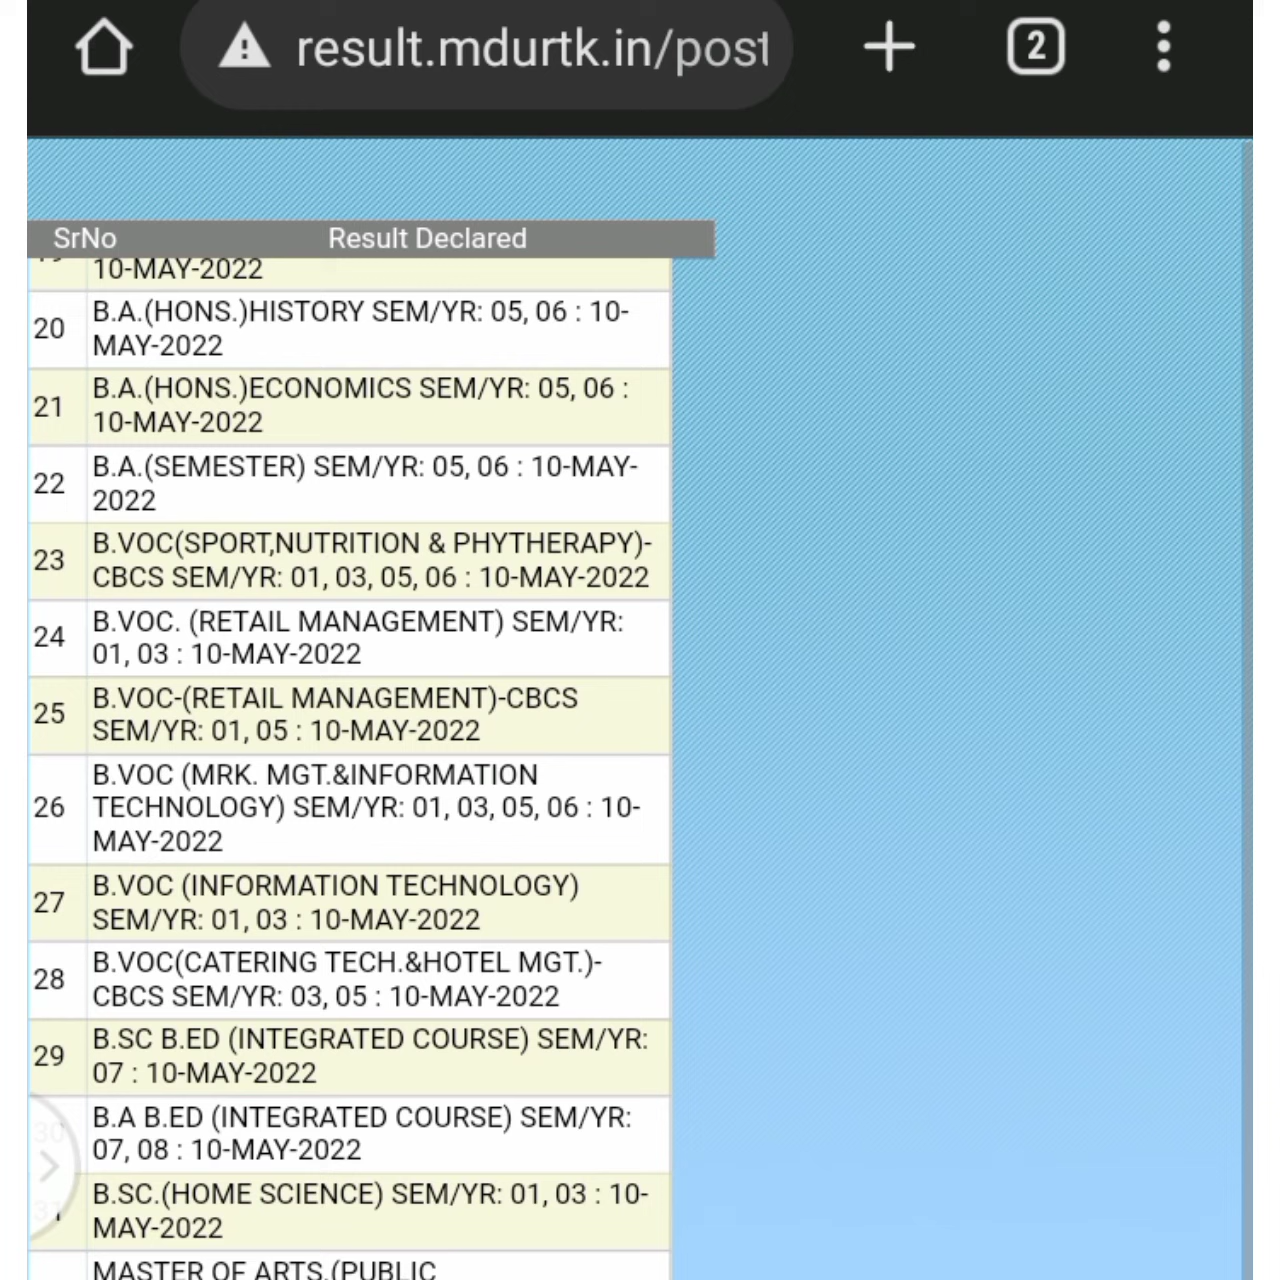 result.mdurtk.in/post
2
SrNo Result Declared
10-MAY-2022
20 B.A.(HONS.)HISTORY SEM/YR: 05, 06 : 10-
MAY-2022
21 B.A.(HONS.)ECONOMICS SEM/YR: 05, 06 :
10-MAY-2022
22 B.A.(SEMESTER) SEM/YR: 05, 06 : 10-MAY-
2022
23 B.VOC(SPORT,NUTRITION & PHYTHERAPY)-
CBCS SEM/YR: 01, 03, 05, 06 : 10-MAY-2022
24 B.VOC. (RETAIL MANAGEMENT) SEM/YR:
01, 03 : 10-MAY-2022
25 B.VOC-(RETAIL MANAGEMENT)-CBCS
SEM/YR: 01, 05 : 10-MAY-2022
26 B.VOC (MRK. MGT.&INFORMATION
TECHNOLOGY) SEM/YR: 01, 03, 05, 06 : 10-
MAY-2022
27 B.VOC (INFORMATION TECHNOLOGY)
SEM/YR: 01, 03 : 10-MAY-2022
28 B.VOC(CATERING TECH.&HOTEL MGT.)-
CBCS SEM/YR: 03, 05 : 10-MAY-2022
29 B.SC B.ED (INTEGRATED COURSE) SEM/YR:
07 : 10-MAY-2022
30 B.A B.ED (INTEGRATED COURSE) SEM/YR:
07, 08 : 10-MAY-2022
31 B.SC.(HOME SCIENCE) SEM/YR: 01, 03 : 10-
MAY-2022
MASTER OF ARTS.(PUBLIC